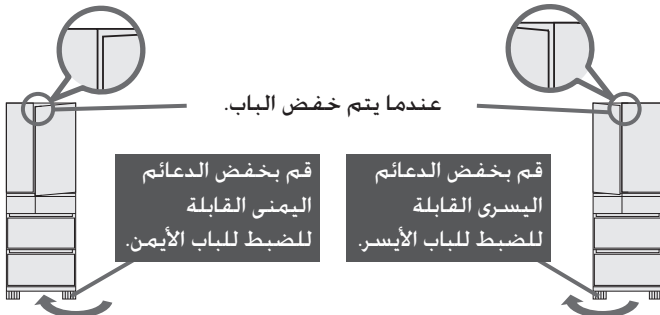 عندما يتم خفض الباب.
قم بخفض الدعائم
اليسرى القابلة
للضبط للباب الأيسر.
قم بخفض الدعائم
اليمنى القابلة
للضبط للباب الأيمن.